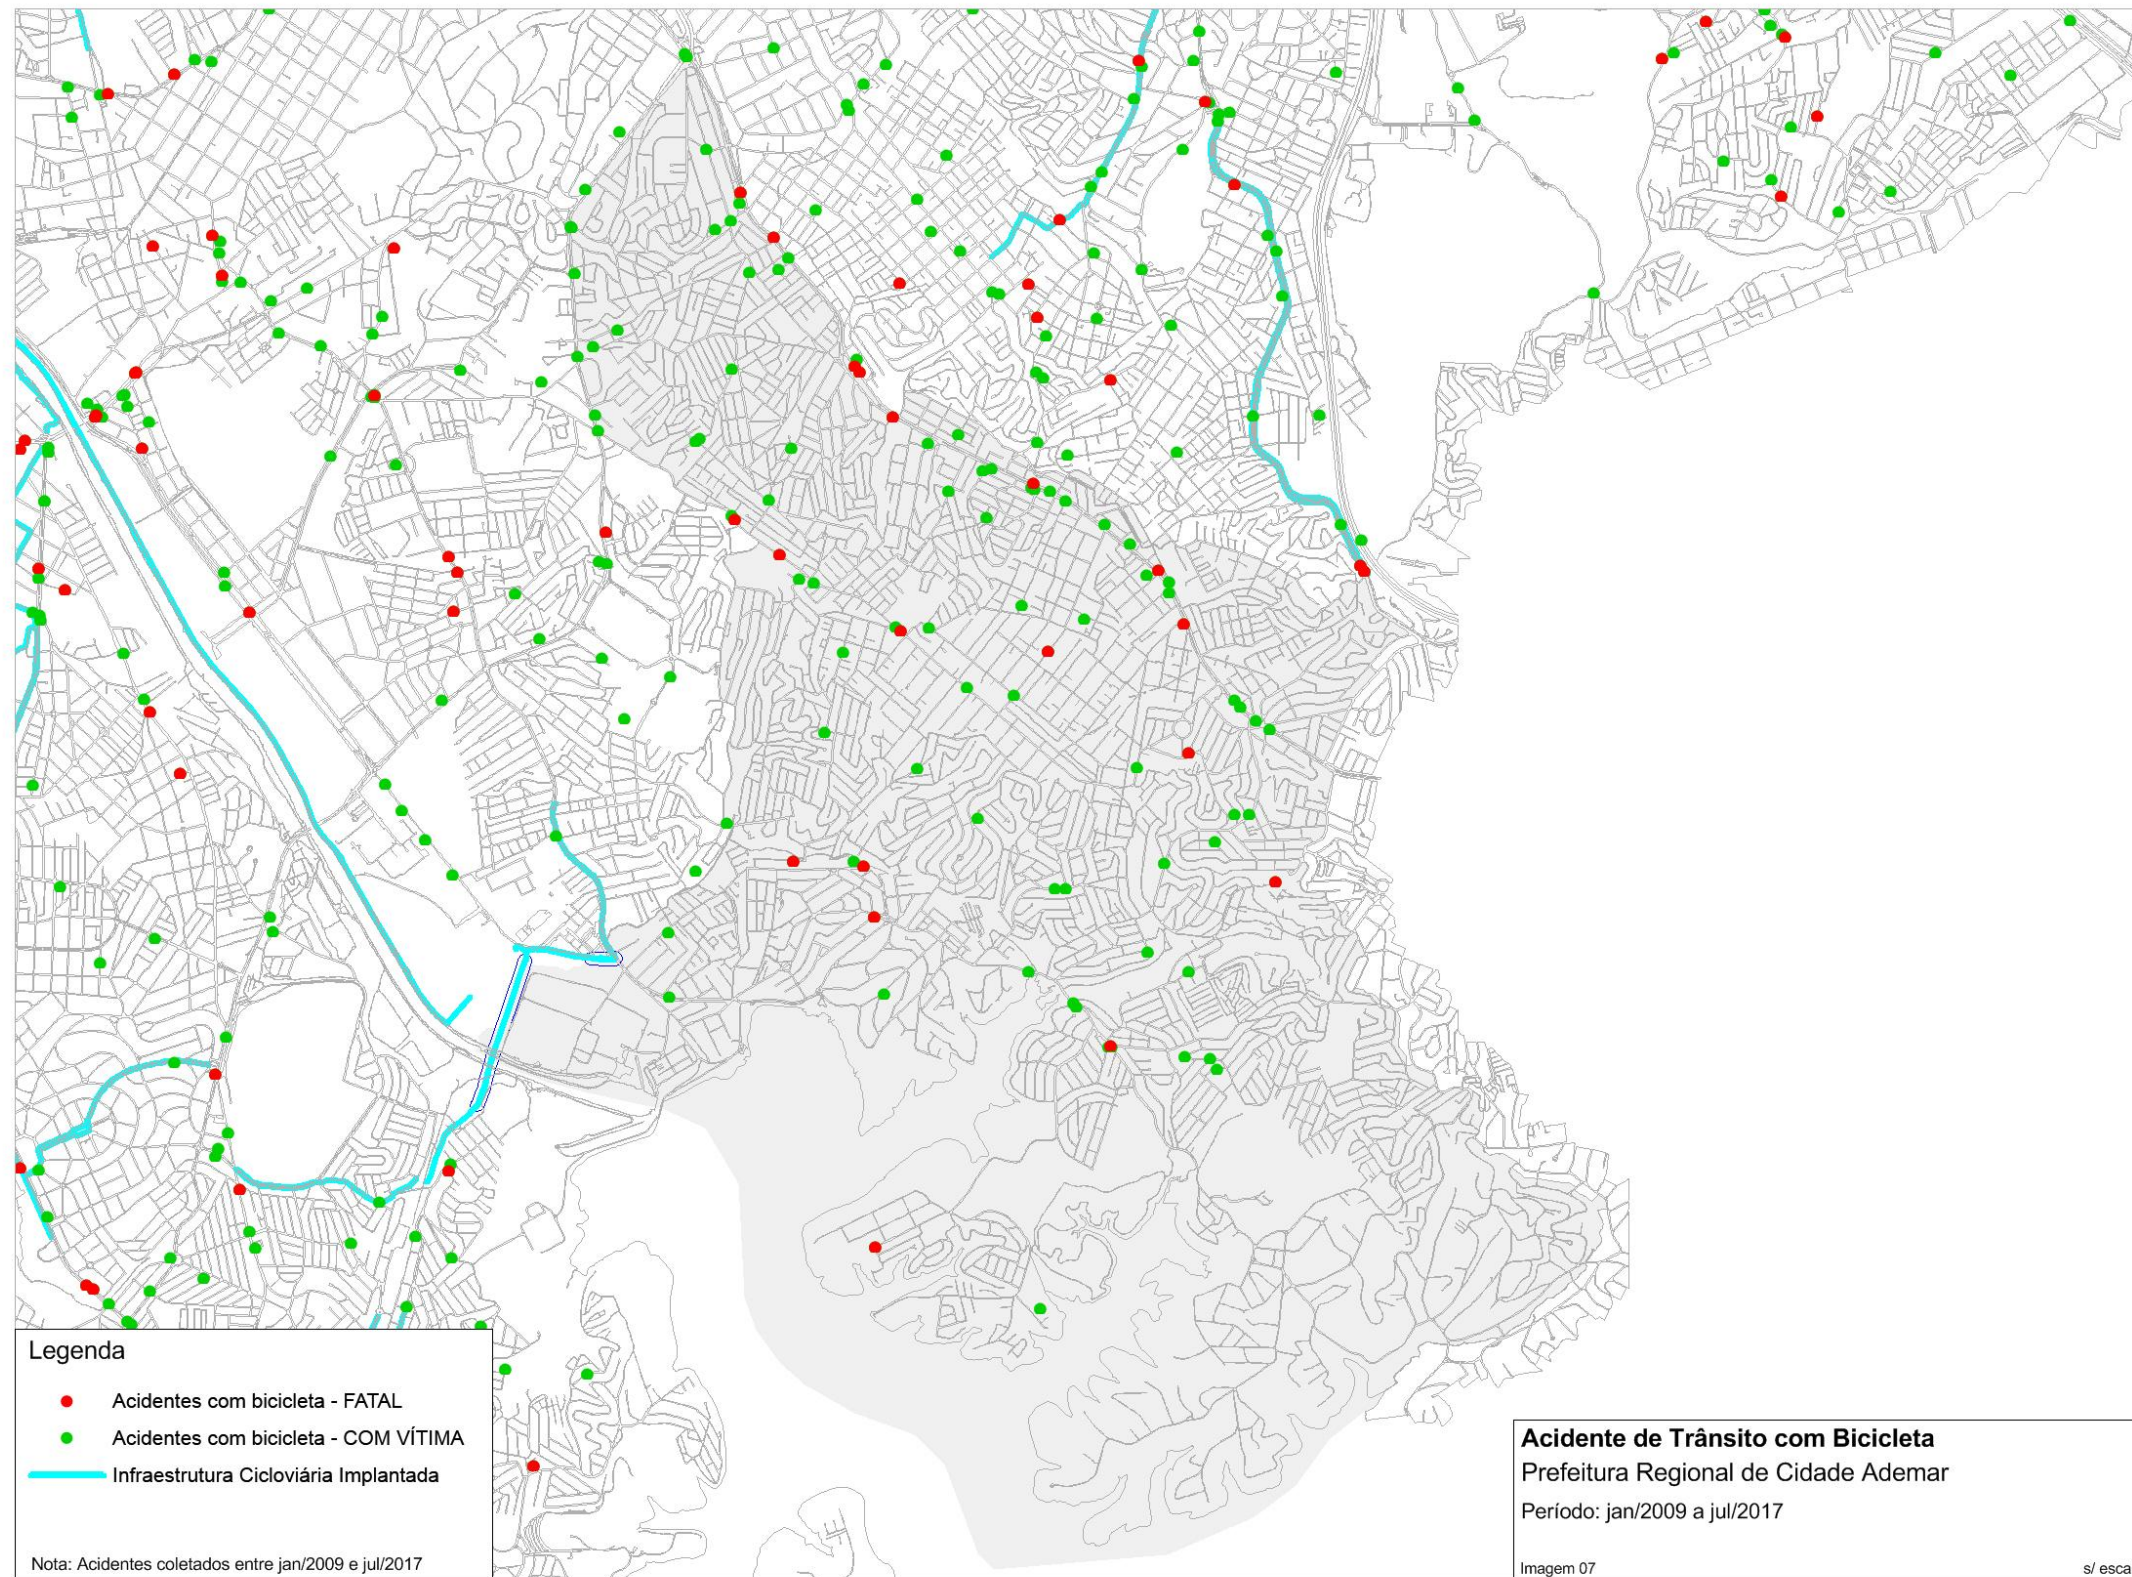 Legenda
Acidentes com bicicleta - FATAL
Acidentes com bicicleta - COM VÍTIMA
Infraestrutura Cicloviária Implantada
Nota: Acidentes coletados entre jan/2009 e jul/2017
Acidente de Trânsito com Bicicleta
Prefeitura Regional de Cidade Ademar
Período: jan/2009 a jul/2017
Imagem 07
s/ esca